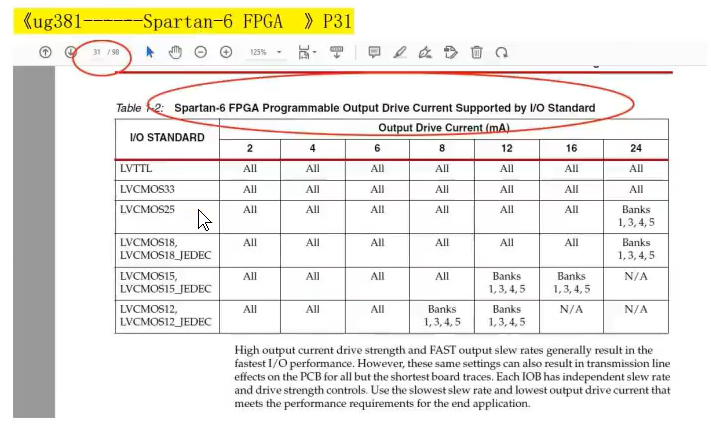 《ug381------Spartan-6 FPGA 》P31
31 / 98
125%
Table 1-2: Spartan-6 FPGA Programmable Output Drive Current Supported by I/O Standard
I/O STANDARD
Output Drive Current (mA)
2 4 6 8 12 16 24
LVTTL All All All All All All All
LVCMOS33 All All All All All All All
LVCMOS25 All All All All All All Banks 1, 3, 4, 5
LVCMOS18, LVCMOS18_JEDEC All All All All All All Banks 1, 3, 4, 5
LVCMOS15, LVCMOS15_JEDEC All All All All Banks 1, 3, 4, 5 Banks 1, 3, 4, 5 N/A
LVCMOS12, LVCMOS12_JEDEC All All All Banks 1, 3, 4, 5 Banks 1, 3, 4, 5 N/A N/A
High output current drive strength and FAST output slew rates generally result in the
fastest I/O performance. However, these same settings can also result in transmission line
effects on the PCB for all but the shortest board traces. Each IOB has independent slew rate
and drive strength controls. Use the slowest slew rate and lowest output drive current that
meets the performance requirements for the end application.